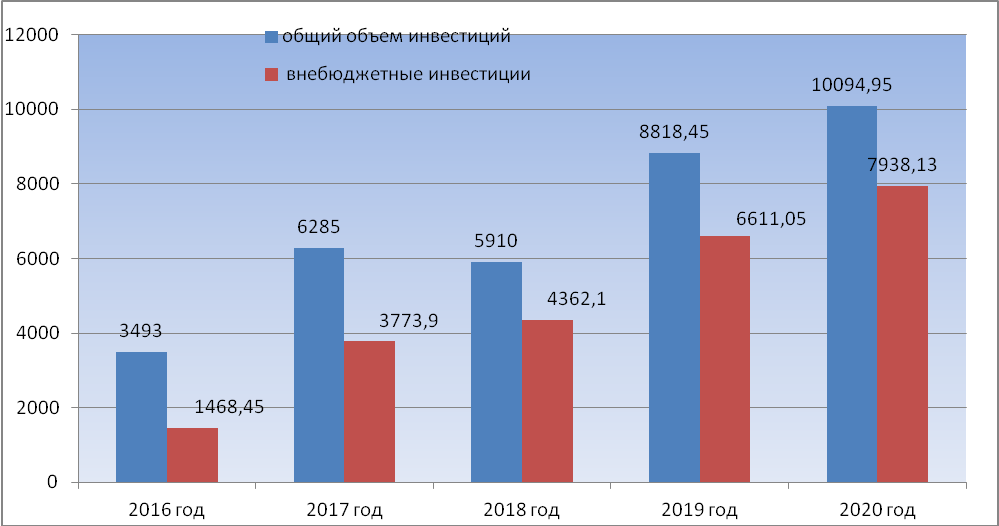 12000
10000
8000
6000
4000
2000
0
общий объем инвестиций
внебюджетные инвестиции
3493
1468,45
6285
3773,9
5910
4362,1
8818,45
6611,05
10094,95
7938,13
2016 год
2017 год
2018 год
2019 год
2020 год